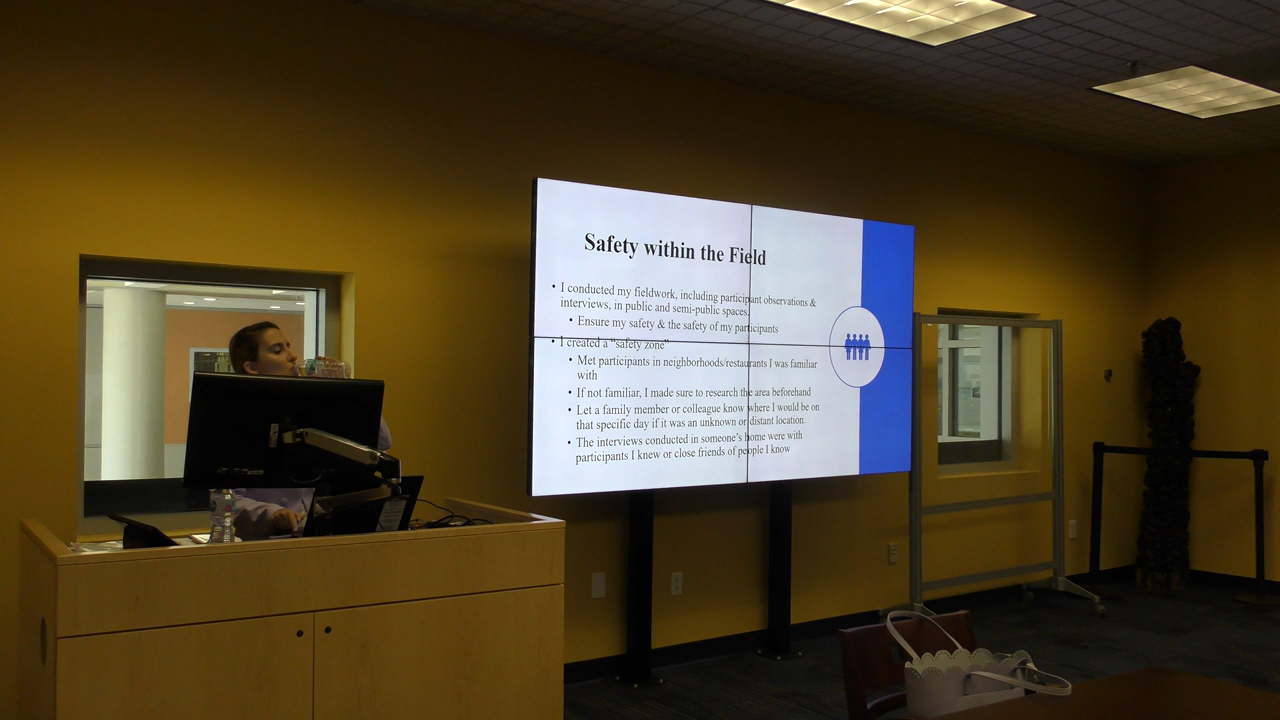 Safety within the Field
• I conducted my fieldwork, including participant observations &
interviews, in public and semi-public spaces.
• Ensure my safety & the safety of my participants
• I created a "safety zone"
• Met participants in neighborhoods/restaurants I was familiar
with
• If not familiar, I made sure to research the area beforehand
• Let a family member or colleague know where I would be on
that specific day if it was an unknown or distant location.
• The interviews conducted in someone's home were with
participants I knew or close friends of people I know